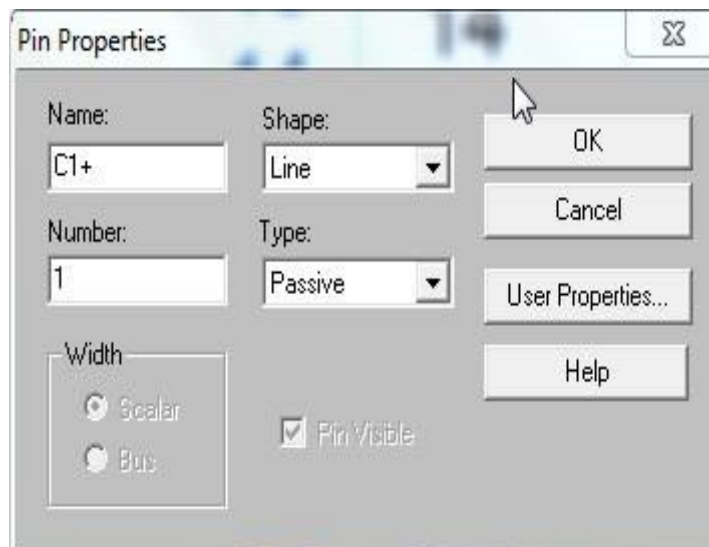 14
Pin Properties
Name:
C1+
Shape:
Line
OK
Number:
1
Type:
Passive
Cancel
User Properties...
Width
Scalar
Bus
Pin Visible
Help